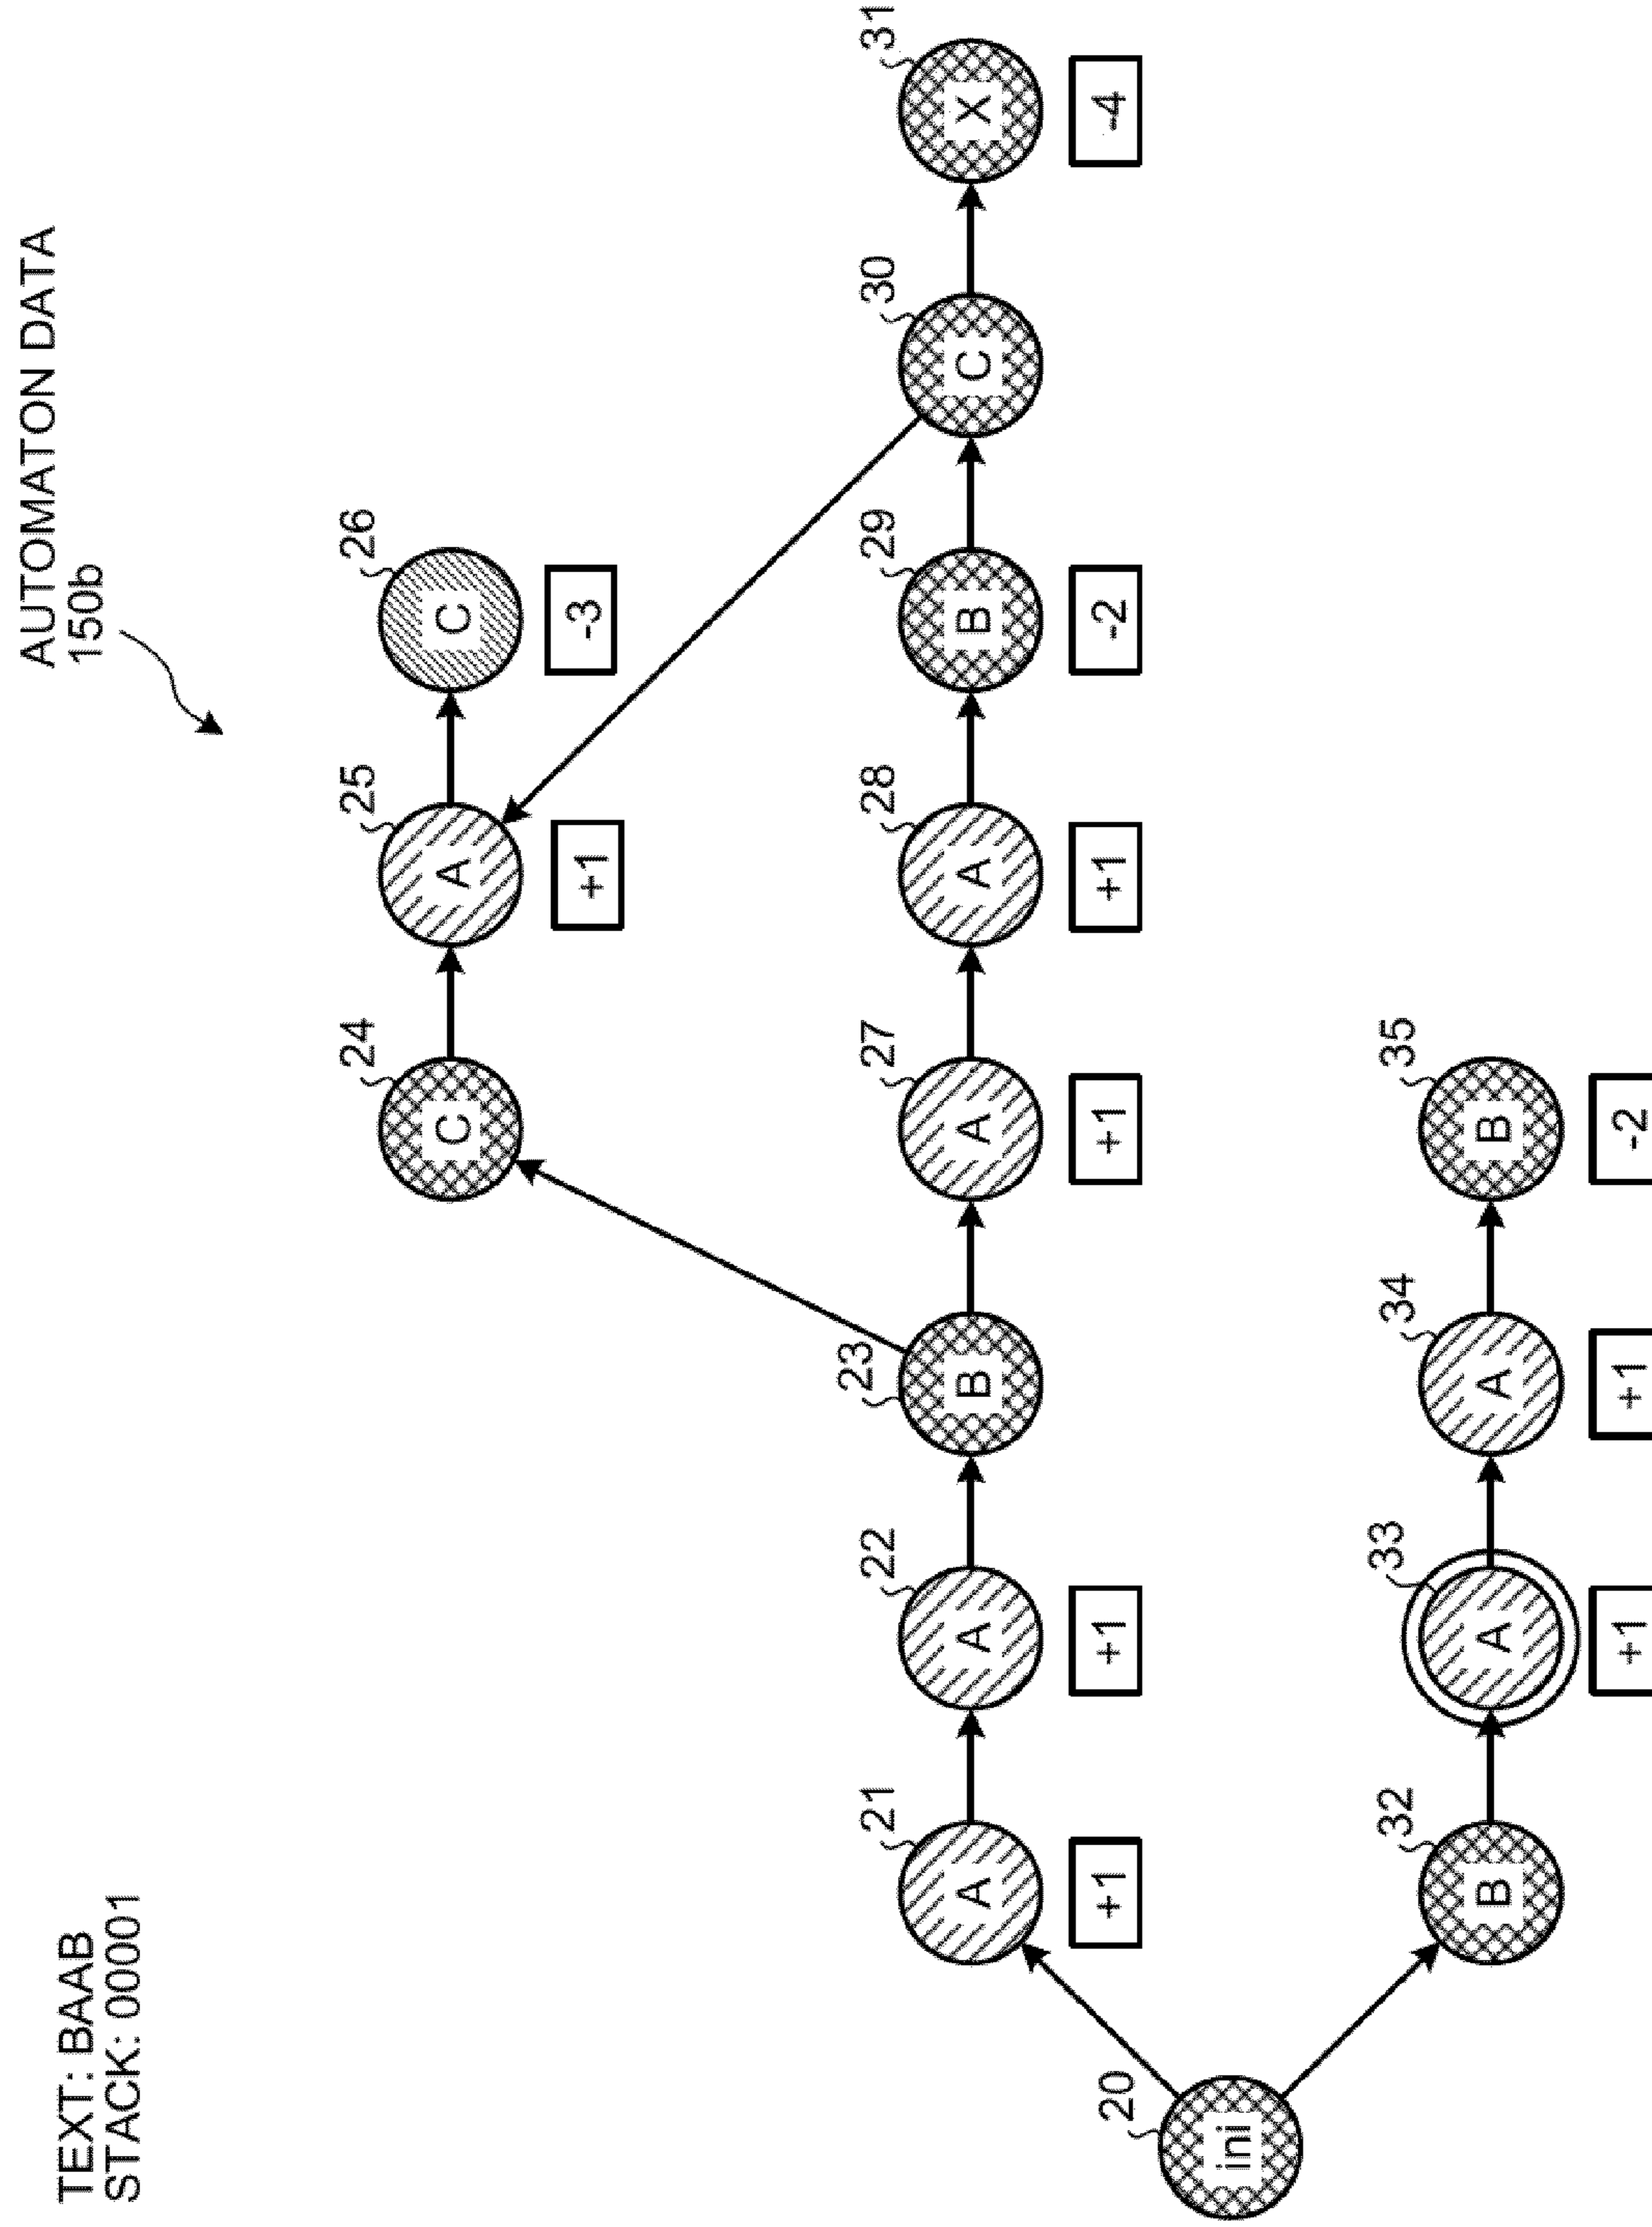 AUTOMATON DATA
150b
TEXT: BAAB
STACK: 00001
24
C
25
A
+1
26
C
-3
20
ini
21
A
+1
22
A
+1
23
B
27
A
+1
28
A
+1
29
B
-2
30
C
31
X
-4
32
B
33
A
+1
34
A
+1
35
B
-2